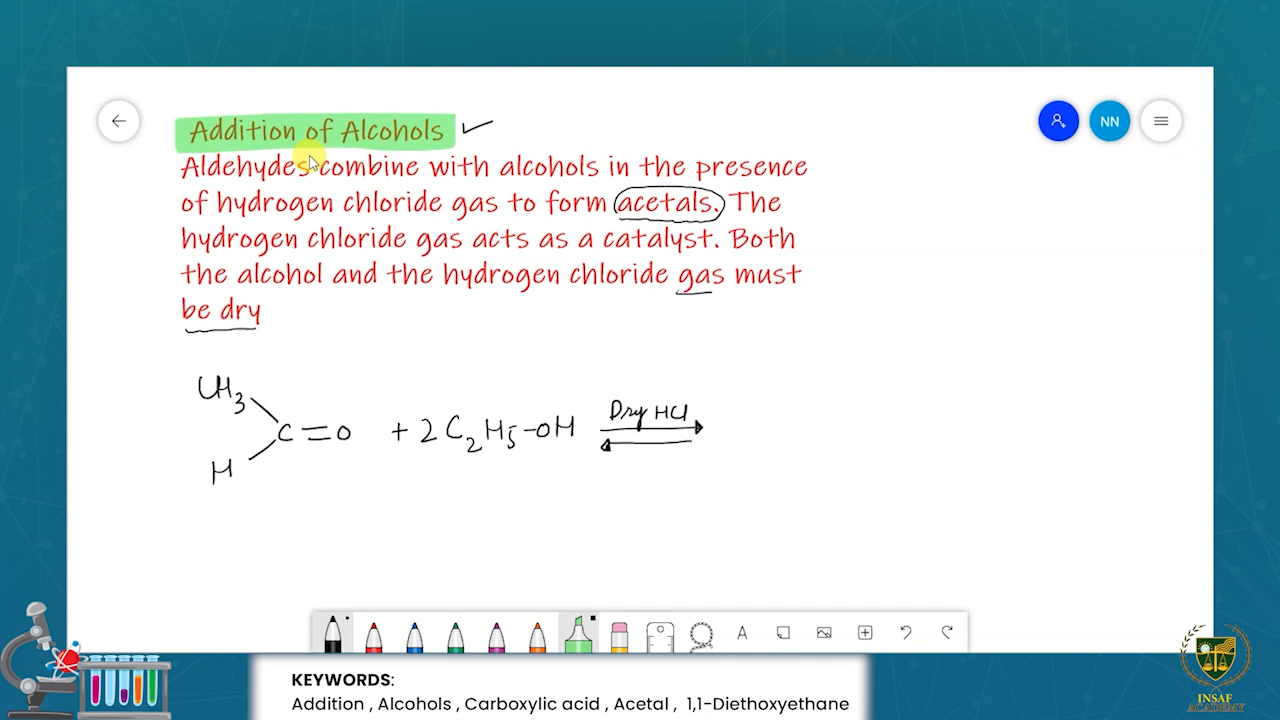 Addition of Alcohols
Aldehydes combine with alcohols in the presence
of hydrogen chloride gas to form acetals. The
hydrogen chloride gas acts as a catalyst. Both
the alcohol and the hydrogen chloride gas must
be dry
CH3
C=O + 2C2H5-OH Dry HCl
H
NN
A
KEYWORDS:
Addition , Alcohols , Carboxylic acid , Acetal , 1,1-Diethoxyethane
INSAF
ACADEMY